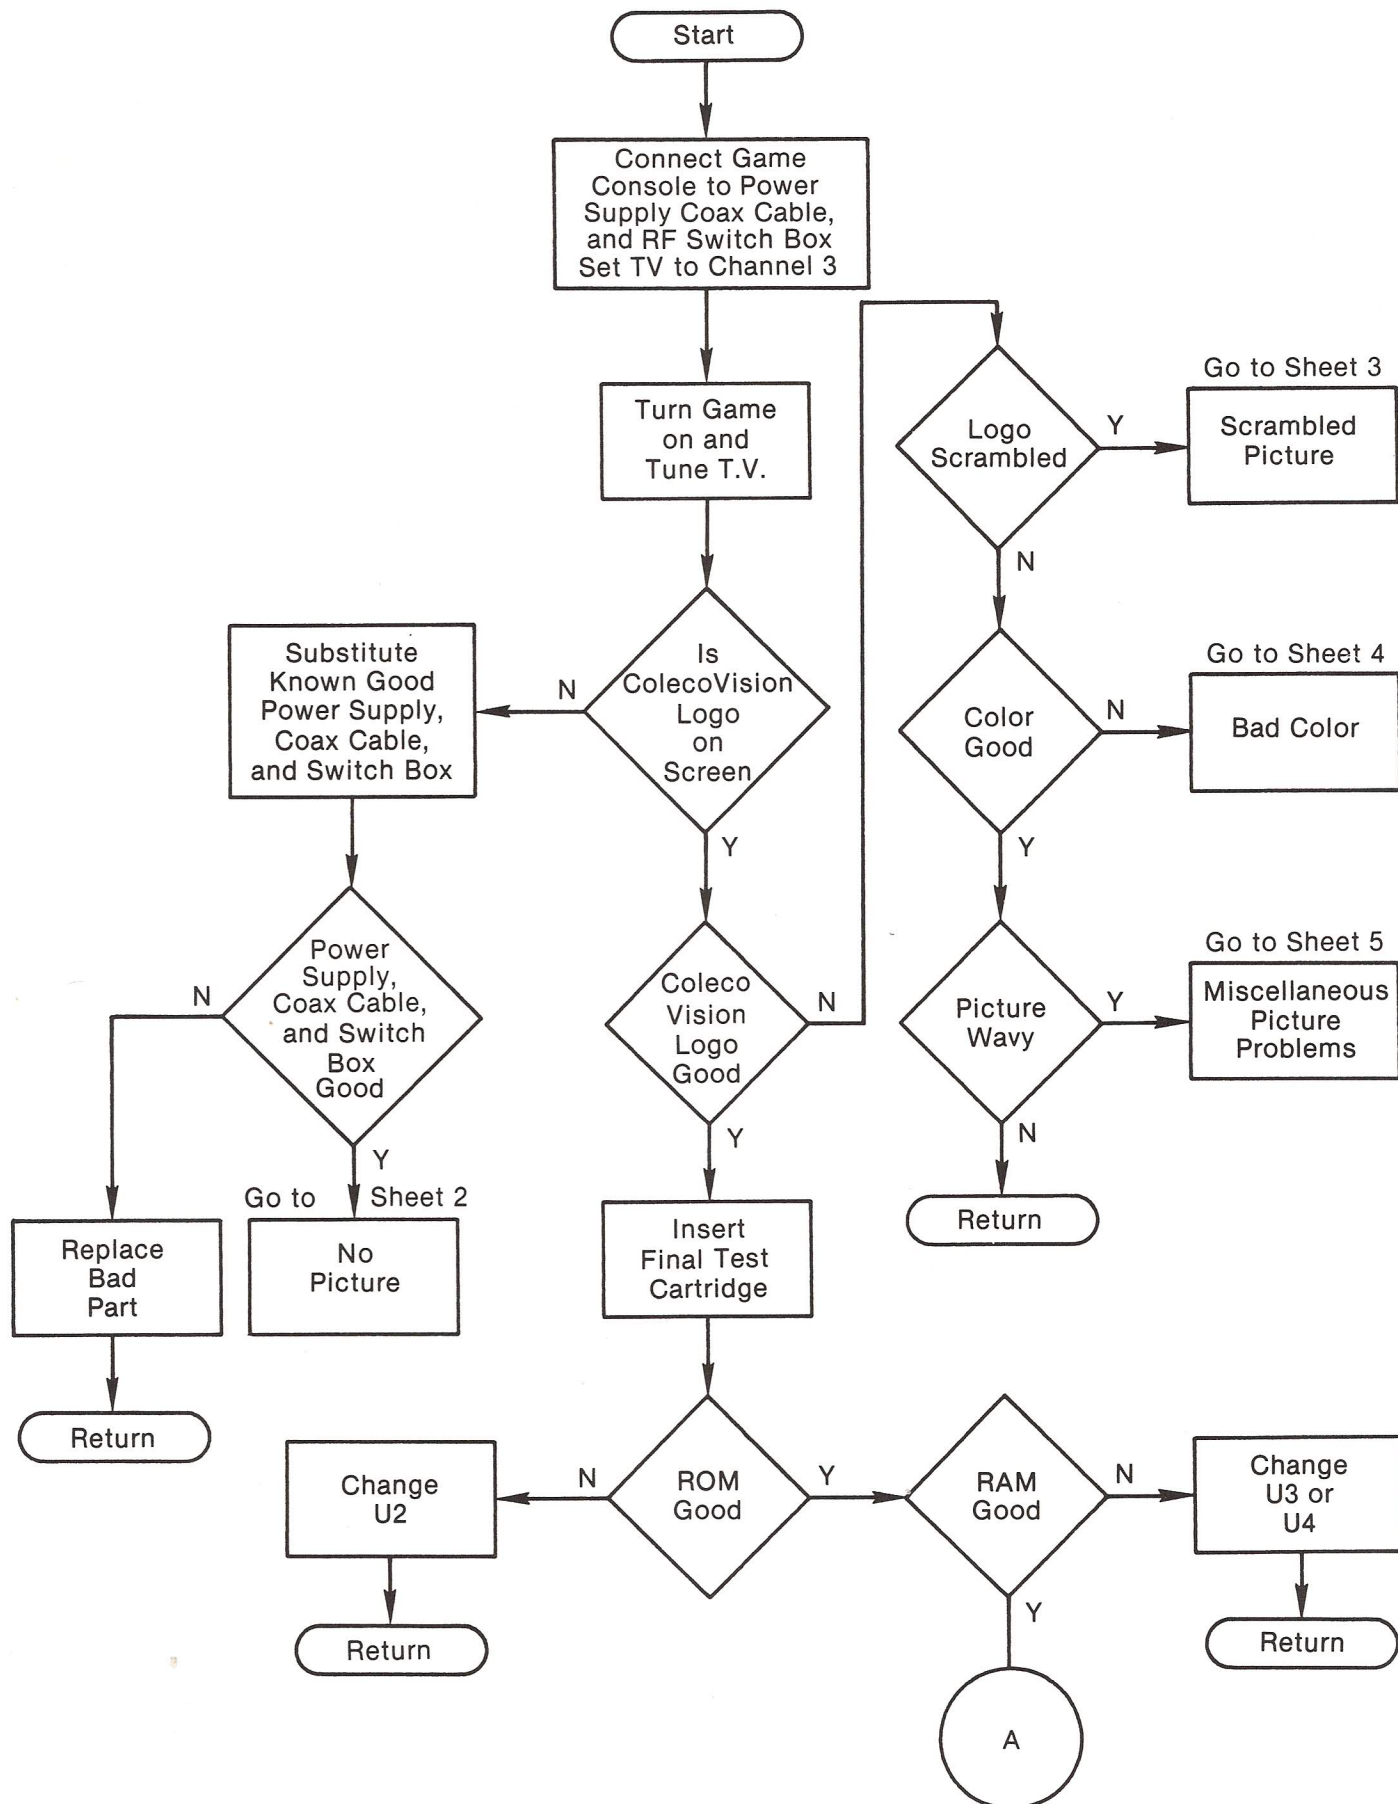 Start
Connect Game
Console to Power
Supply Coax Cable,
and RF Switch Box
Set TV to Channel 3
Turn Game
on and
Tune T.V.
Is
ColecoVision
Logo
on
Screen
N
Y
Substitute
Known Good
Power Supply,
Coax Cable,
and Switch Box
Power
Supply,
Coax Cable,
and Switch
Box
Good
N
Y
Replace
Bad
Part
Return
Go to Sheet 2
No
Picture
Coleco
Vision
Logo
Good
N
Y
Logo
Scrambled
Y
N
Go to Sheet 3
Scrambled
Picture
Color
Good
N
Y
Go to Sheet 4
Bad Color
Picture
Wavy
Y
N
Go to Sheet 5
Miscellaneous
Picture
Problems
Return
Insert
Final Test
Cartridge
ROM
Good
N
Y
Change
U2
Return
RAM
Good
N
Y
Change
U3 or
U4
Return
A